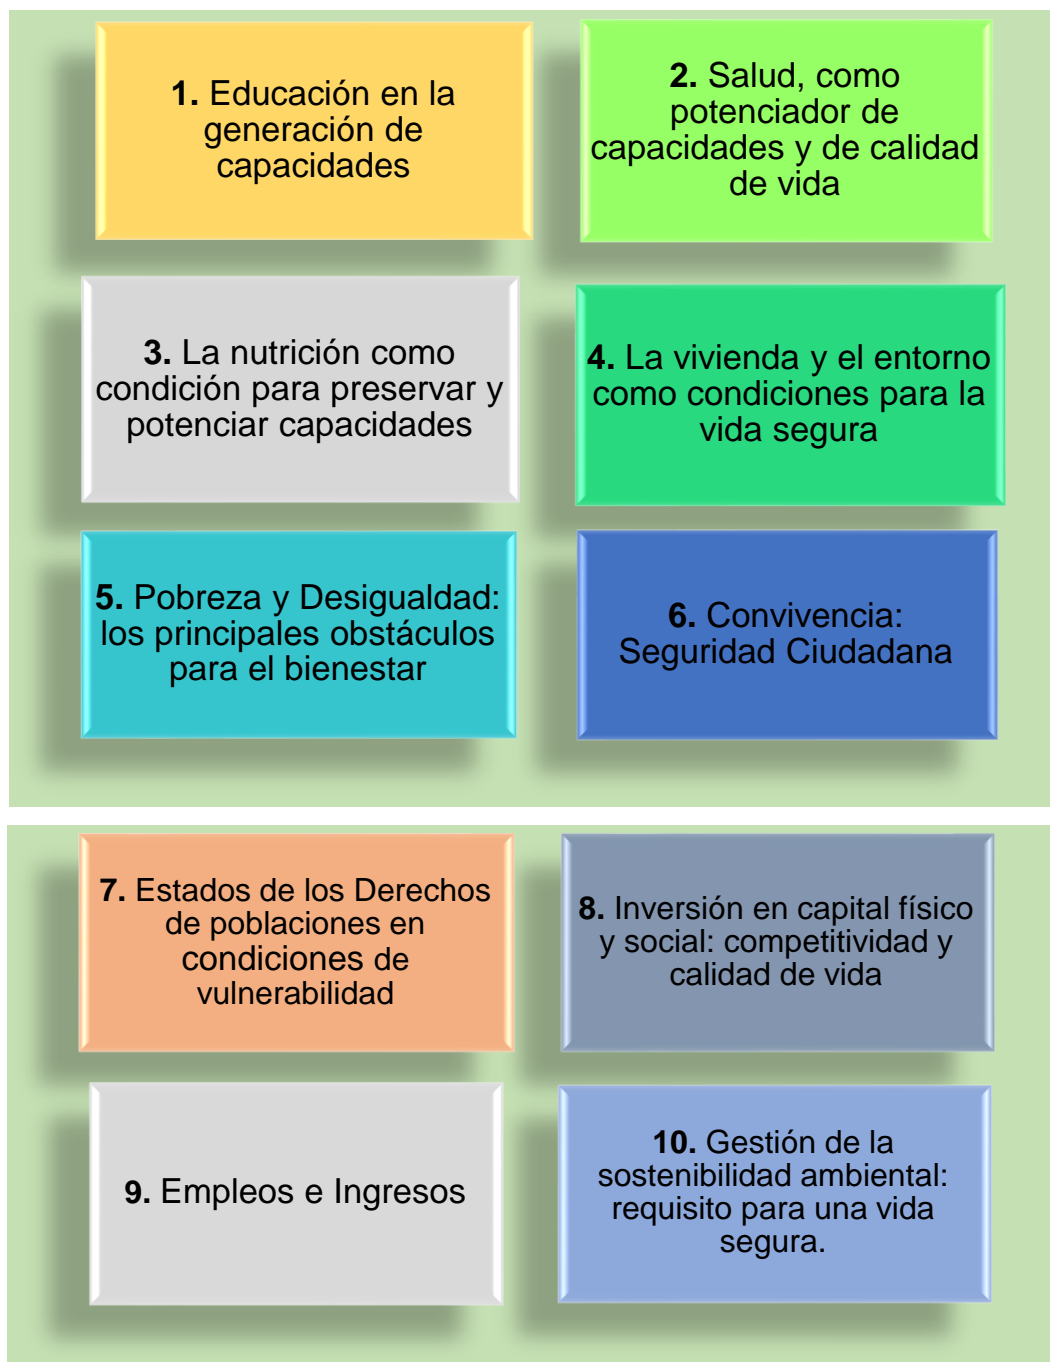 1. Educación en la
generación de
capacidades
2. Salud, como
potenciador de
capacidades y de calidad
de vida
3. La nutrición como
condición para preservar y
potenciar capacidades
4. La vivienda y el entorno
como condiciones para la
vida segura
5. Pobreza y Desigualdad:
los principales obstáculos
para el bienestar
6. Convivencia:
Seguridad Ciudadana
7. Estados de los Derechos
de poblaciones en
condiciones de
vulnerabilidad
8. Inversión en capital físico
y social: competitividad y
calidad de vida
9. Empleos e Ingresos
10. Gestión de la
sostenibilidad ambiental:
requisito para una vida
segura.